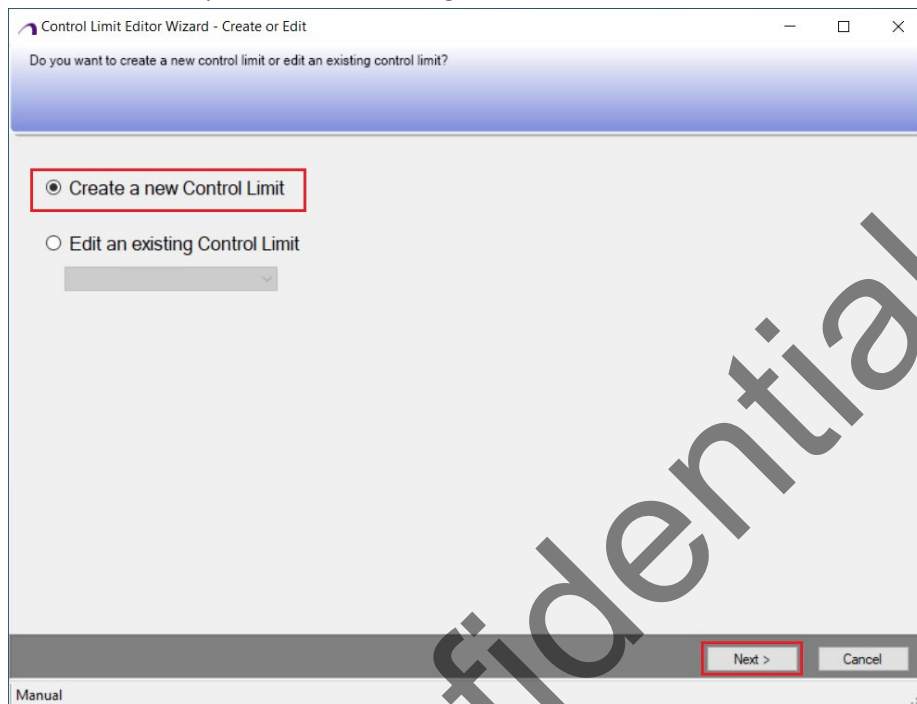 Control Limit Editor Wizard - Create or Edit
Do you want to create a new control limit or edit an existing control limit?
Create a new Control Limit
Edit an existing Control Limit
fidential
Next >
Cancel
Manual